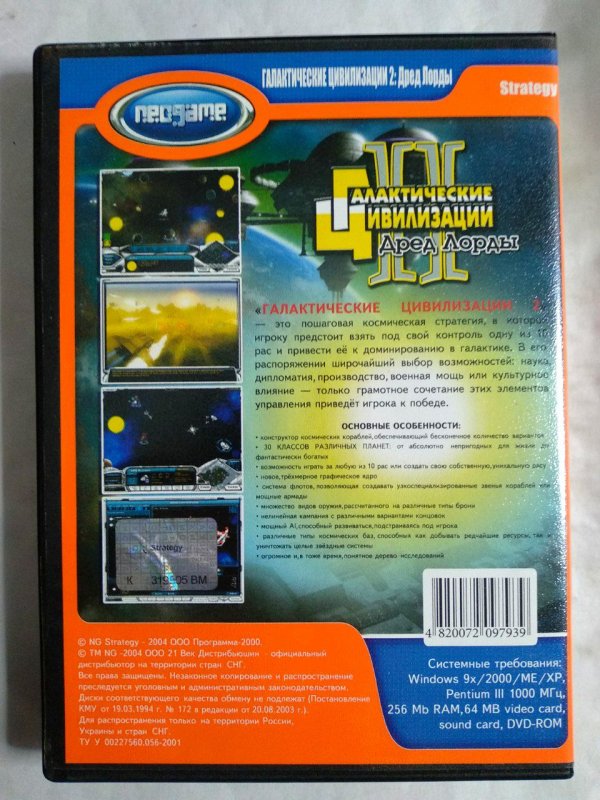 ГАЛАКТИЧЕСКИЕ ЦИВИЛИЗАЦИИ 2: Дред Лорды
Strategy
neogame
II
ГАЛАКТИЧЕСКИЕ
ЦИВИЛИЗАЦИИ
Дред Лорды
«ГАЛАКТИЧЕСКИЕ ЦИВИЛИЗАЦИИ 2»
— это пошаговая космическая стратегия, в которой
игроку предстоит взять под свой контроль одну из 10
рас и привести её к доминированию в галактике. В его
распоряжении широчайший выбор возможностей: наука,
дипломатия, производство, военная мощь или культурное
влияние — только грамотное сочетание этих элементов
управления приведёт игрока к победе.
ОСНОВНЫЕ ОСОБЕННОСТИ:
• конструктор космических кораблей, обеспечивающий бесконечное количество вариантов
• 30 КЛАССОВ РАЗЛИЧНЫХ ПЛАНЕТ: от абсолютно непригодных для жизни до
фантастически богатых
• возможность играть за любую из 10 рас или создать свою собственную, уникальную расу
• новое, трёхмерное графическое ядро
• система флотов, позволяющая создавать узкоспециализированные звенья кораблей или
мощные армады
• множество видов оружия, рассчитанного на различные типы брони
• нелинейная кампания с различными вариантами концовок
• мощный AI, способный развиваться, подстраиваясь под игрока
• различные типы космических баз, способных как добывать редчайшие ресурсы, так и
уничтожать целые звёздные системы
• огромное и, в тоже время, понятное дерево исследований
Strategy
К 319505 ВМ
4 820072 097939
© NG Strategy - 2004 ООО Программа-2000.
© TM NG -2004 ООО 21 Век Дистрибьюшн - официальный
дистрибьютор на территории стран СНГ.
Все права защищены. Незаконное копирование и распространение
преследуется уголовным и административным законодательством.
Диски соответствующего качества обмену не подлежат (Постановление
КМУ от 19.03.1994 г. № 172 в редакции от 20.08.2003 г.).
Для распространения только на территории России,
Украины и стран СНГ.
ТУ У 00227560.056-2001
Системные требования:
Windows 9x/2000/ME/XP,
Pentium III 1000 МГц,
256 Mb RAM,64 MB video card,
sound card, DVD-ROM